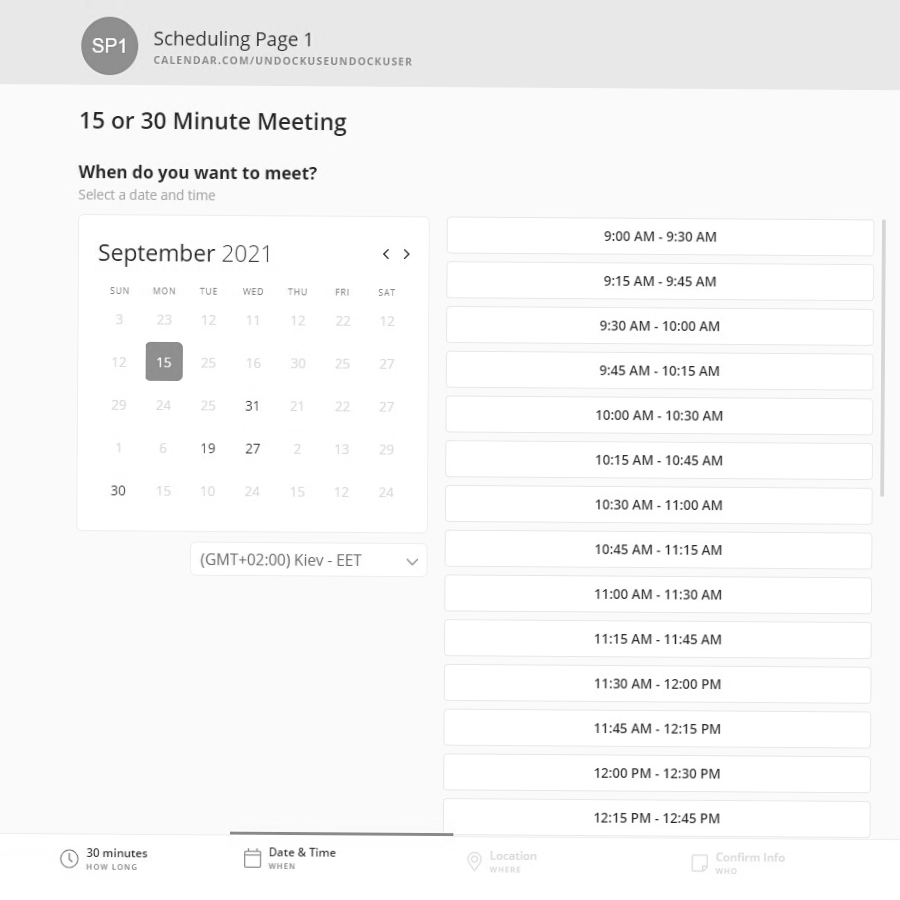 SP1
Scheduling Page 1
CALENDAR.COM/UNDOCKUSEUNDOCKUSER
15 or 30 Minute Meeting
When do you want to meet?
Select a date and time
September 2021
SUN MON TUE WED THU FRI SAT
3 23 12 11 12 22 12
12 15 25 16 30 25 27
29 24 25 31 21 22 27
1 6 19 27 2 13 29
30 15 10 24 15 12 24
(GMT+02:00) Kiev - EET
9:00 AM - 9:30 AM
9:15 AM - 9:45 AM
9:30 AM - 10:00 AM
9:45 AM - 10:15 AM
10:00 AM - 10:30 AM
10:15 AM - 10:45 AM
10:30 AM - 11:00 AM
10:45 AM - 11:15 AM
11:00 AM - 11:30 AM
11:15 AM - 11:45 AM
11:30 AM - 12:00 PM
11:45 AM - 12:15 PM
12:00 PM - 12:30 PM
12:15 PM - 12:45 PM
30 minutes
HOW LONG
Date & Time
WHEN
Location
WHERE
Confirm Info
WHO